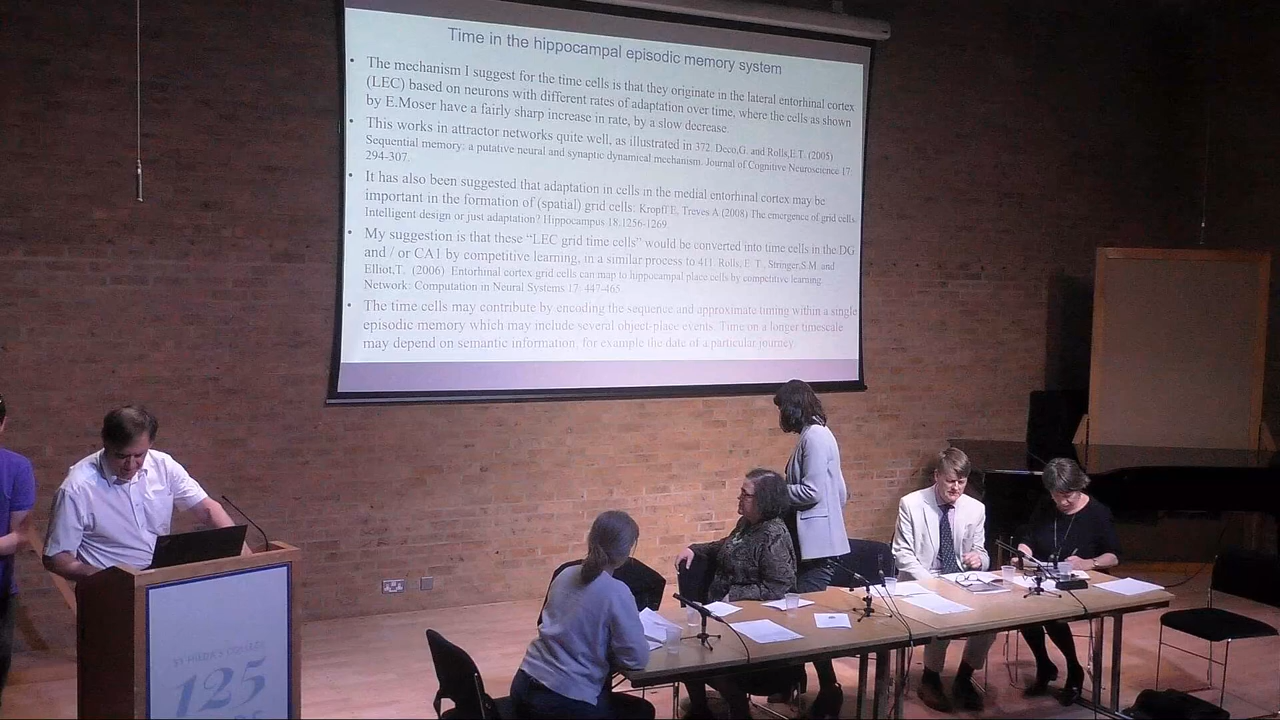 Time in the hippocampal episodic memory system
• The mechanism I suggest for the time cells is that they originate in the lateral entorhinal cortex
(LEC) based on neurons with different rates of adaptation over time, where the cells as shown
by E.Moser have a fairly sharp increase in rate, by a slow decrease.
• This works in attractor networks quite well, as illustrated in 372. Deco,G. and Rolls,E.T. (2005)
Sequential memory: a putative neural and synaptic dynamical mechanism. Journal of Cognitive Neuroscience 17:
294-307.
• It has also been suggested that adaptation in cells in the medial entorhinal cortex may be
important in the formation of (spatial) grid cells: Kropff E, Treves A (2008) The emergence of grid cells:
Intelligent design or just adaptation? Hippocampus 18:1256-1269.
• My suggestion is that these “LEC grid time cells” would be converted into time cells in the DG
and / or CA1 by competitive learning, in a similar process to 411. Rolls, E. T., Stringer,S.M. and
Elliot,T. (2006) Entorhinal cortex grid cells can map to hippocampal place cells by competitive learning.
Network: Computation in Neural Systems 17: 447-465.
• The time cells may contribute by encoding the sequence and approximate timing within a single
episodic memory which may include several object-place events. Time on a longer timescale
may depend on semantic information, for example the date of a particular journey.
ST HILDA'S COLLEGE
125